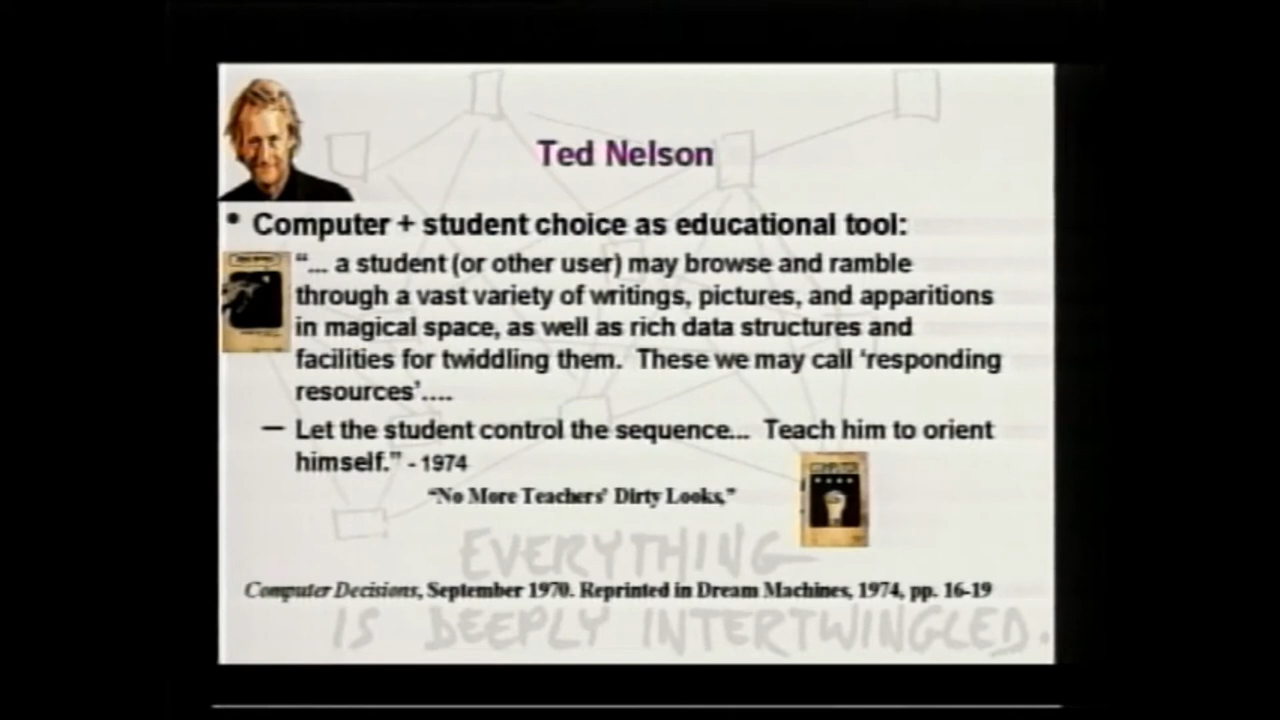 Ted Nelson
• Computer + student choice as educational tool:
“... a student (or other user) may browse and ramble
through a vast variety of writings, pictures, and apparitions
in magical space, as well as rich data structures and
facilities for twiddling them. These we may call ‘responding
resources’....
– Let the student control the sequence... Teach him to orient
himself.” - 1974
“No More Teachers’ Dirty Looks,”
COMPUTER
EVERYTHING
Computer Decisions, September 1970. Reprinted in Dream Machines, 1974, pp. 16-19
IS DEEPLY INTERTWINGLED.